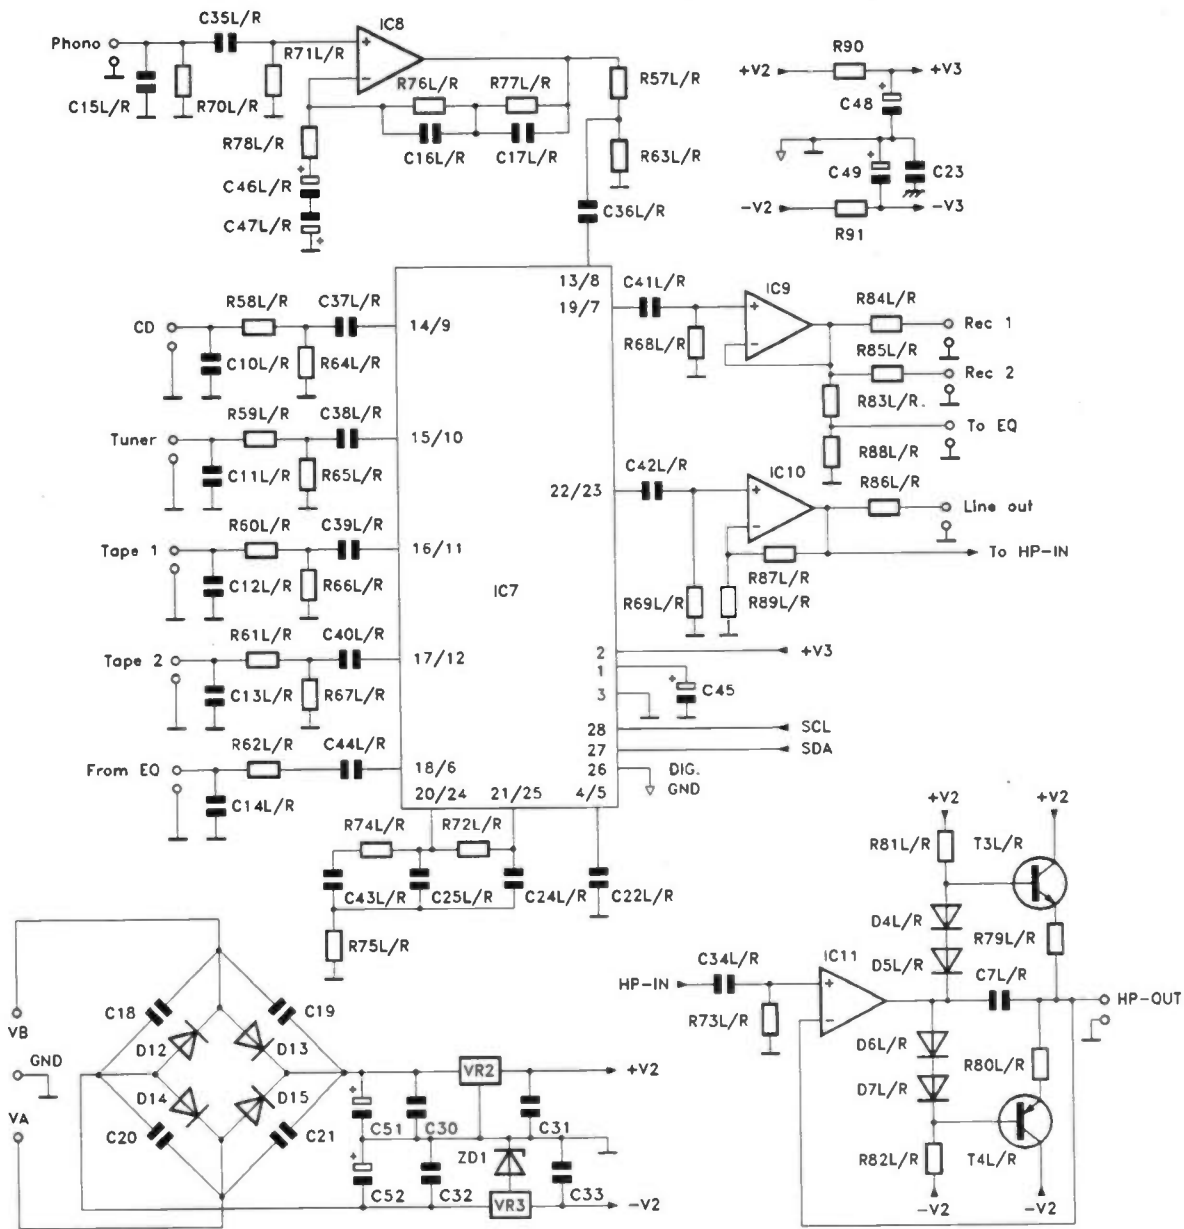 C35L/R
IC8
Phono
R71L/R
+
−
C15L/R
R70L/R
R76L/R
R77L/R
R57L/R
R78L/R
C16L/R
C17L/R
R63L/R
+
C46L/R
C47L/R
+
C36L/R
R90
+V2
+V3
+
C48
+
C49
C23
−V2
−V3
R91
13/8
19/7
C41L/R
IC9
R84L/R
Rec 1
+
−
R68L/R
R85L/R
Rec 2
R83L/R.
To EQ
R88L/R
R58L/R
C37L/R
CD
14/9
C10L/R
R64L/R
R59L/R
C38L/R
Tuner
15/10
C11L/R
R65L/R
22/23
C42L/R
IC10
R86L/R
+
−
Line out
To HP-IN
R87L/R
R69L/R
R89L/R
R60L/R
C39L/R
Tape 1
16/11
C12L/R
R66L/R
IC7
R61L/R
C40L/R
Tape 2
17/12
C13L/R
R67L/R
2
+V3
1
+
C45
3
28
SCL
27
SDA
26
DIG.
GND
R62L/R
C44L/R
From EQ
18/6
C14L/R
20/24
21/25
4/5
R74L/R
R72L/R
C43L/R
C25L/R
C24L/R
C22L/R
R75L/R
+V2
+V2
R81L/R
T3L/R
D4L/R
R79L/R
C34L/R
IC11
D5L/R
C7L/R
HP-IN
+
−
HP-OUT
R73L/R
D6L/R
R80L/R
D7L/R
R82L/R
T4L/R
−V2
−V2
C18
C19
VB
D12
D13
GND
D14
D15
VA
C20
C21
VR2
+V2
+
C51
C30
C31
+
ZD1
C52
C32
VR3
C33
−V2